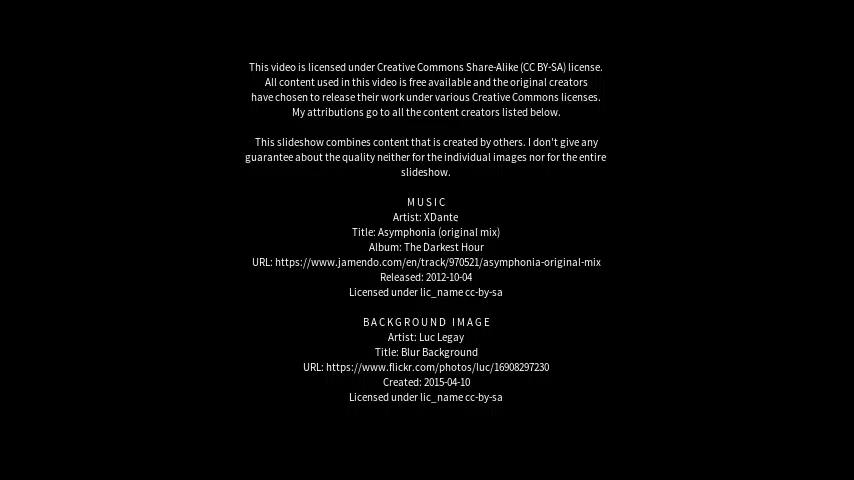 This video is licensed under Creative Commons Share-Alike (CC BY-SA) license.
All content used in this video is free available and the original creators
have chosen to release their work under various Creative Commons licenses.
My attributions go to all the content creators listed below.
This slideshow combines content that is created by others. I don't give any
guarantee about the quality neither for the individual images nor for the entire
slideshow.
MUSIC
Artist: XDante
Title: Asymphonia (original mix)
Album: The Darkest Hour
URL: https://www.jamendo.com/en/track/970521/asymphonia-original-mix
Released: 2012-10-04
Licensed under lic_name cc-by-sa
BACKGROUND IMAGE
Artist: Luc Legay
Title: Blur Background
URL: https://www.flickr.com/photos/luc/16908297230
Created: 2015-04-10
Licensed under lic_name cc-by-sa